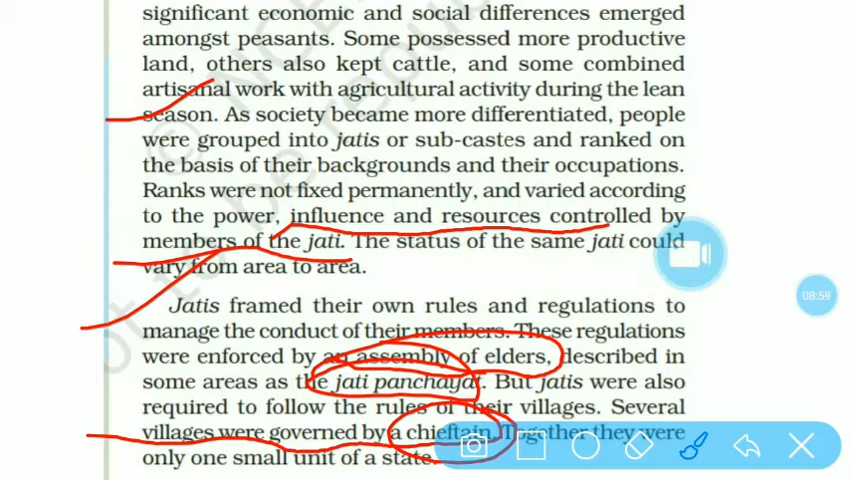 significant economic and social differences emerged
amongst peasants. Some possessed more productive
land, others also kept cattle, and some combined
artisanal work with agricultural activity during the lean
season. As society became more differentiated, people
were grouped into jatis or sub-castes and ranked on
the basis of their backgrounds and their occupations.
Ranks were not fixed permanently, and varied according
to the power, influence and resources controlled by
members of the jati. The status of the same jati could
vary from area to area.
Jatis framed their own rules and regulations to
manage the conduct of their members. These regulations
were enforced by an assembly of elders, described in
some areas as the jati panchayat. But jatis were also
required to follow the rules of their villages. Several
villages were governed by a chieftain. Together they were
only one small unit of a state.
08:59